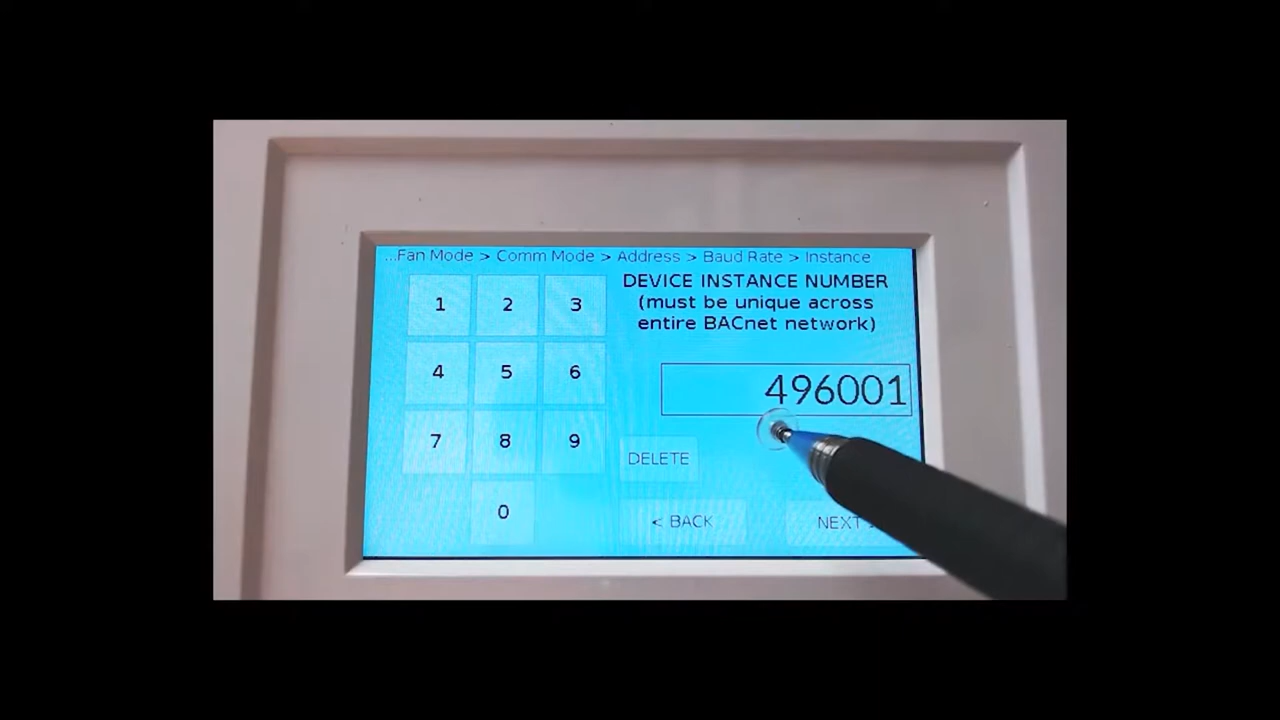 ...Fan Mode > Comm Mode > Address > Baud Rate > Instance
DEVICE INSTANCE NUMBER
(must be unique across
entire BACnet network)
1 2 3
4 5 6
7 8 9
0
496001
DELETE
< BACK
NEXT